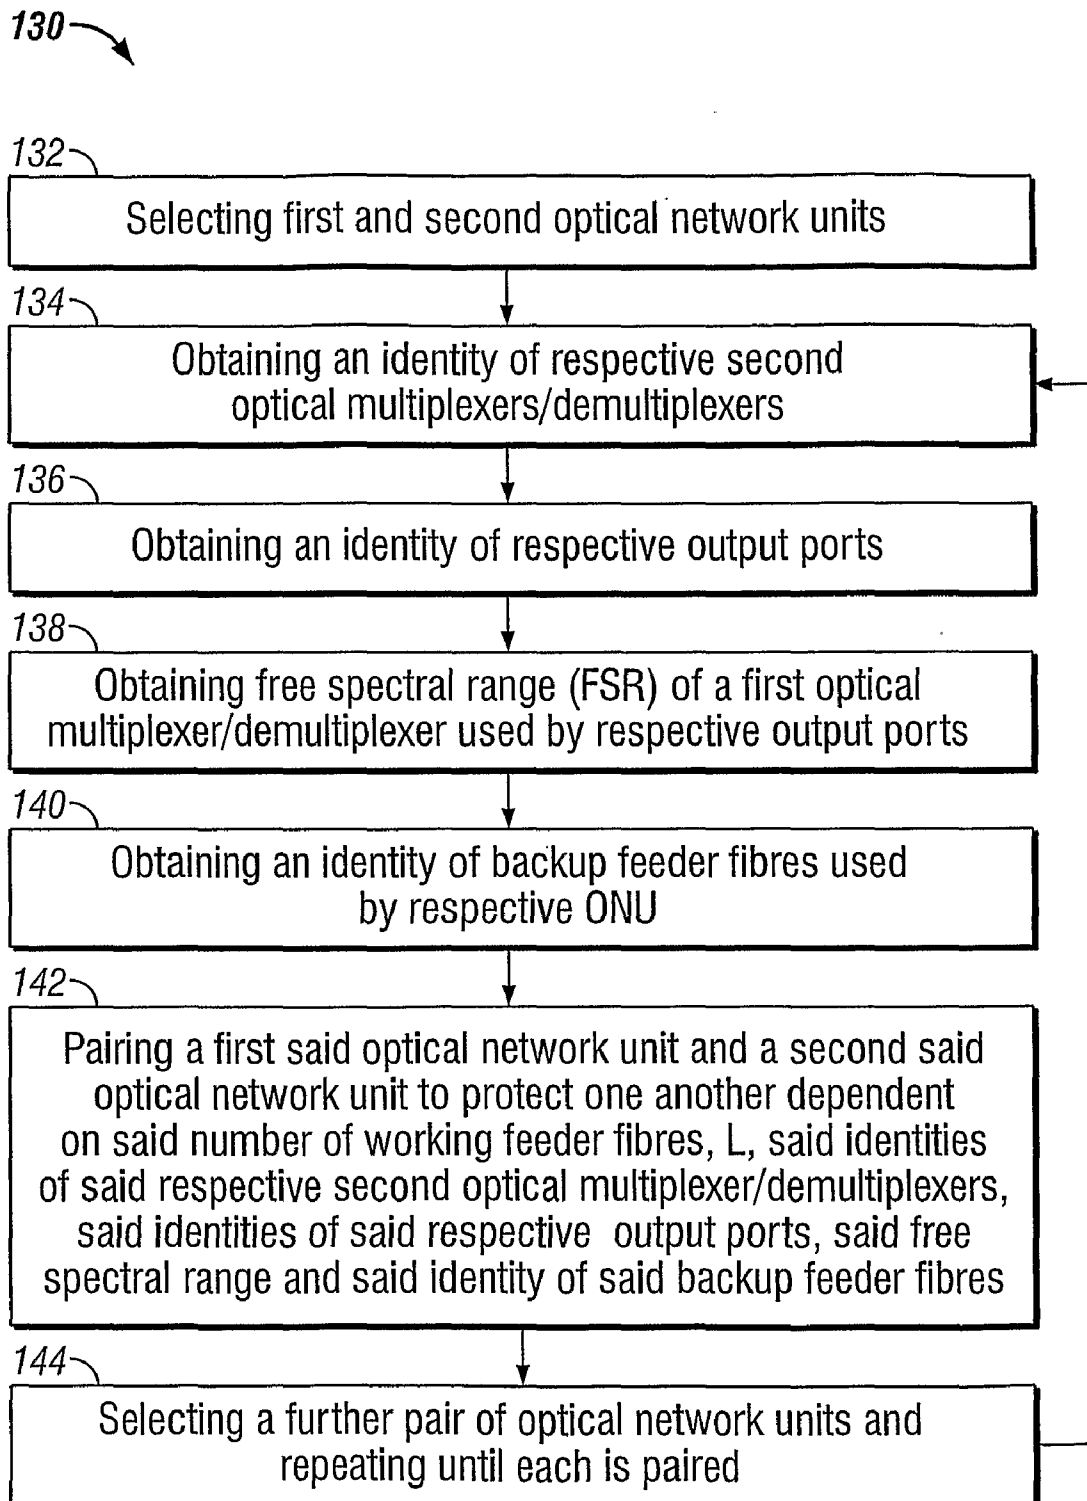 130
132
Selecting first and second optical network units
134
Obtaining an identity of respective second
optical multiplexers/demultiplexers
136
Obtaining an identity of respective output ports
138
Obtaining free spectral range (FSR) of a first optical
multiplexer/demultiplexer used by respective output ports
140
Obtaining an identity of backup feeder fibres used
by respective ONU
142
Pairing a first said optical network unit and a second said
optical network unit to protect one another dependent
on said number of working feeder fibres, L, said identities
of said respective second optical multiplexer/demultiplexers,
said identities of said respective output ports, said free
spectral range and said identity of said backup feeder fibres
144
Selecting a further pair of optical network units and
repeating until each is paired